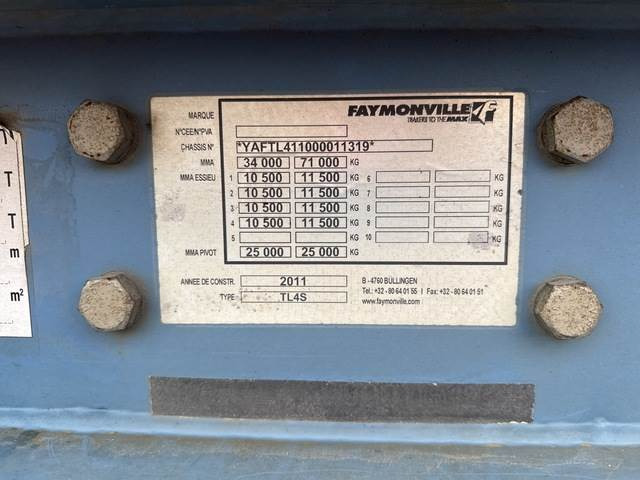 FAYMONVILLE
TRAILERS TO THE MAX
MARQUE
N°CEE/N°PVA
CHASSIS N° *YAFTL411000011319*
MMA 34 000 71 000 KG
MMA ESSIEU 1 10 500 11 500 KG 6 KG
2 10 500 11 500 KG 7 KG
3 10 500 11 500 KG 8 KG
4 10 500 11 500 KG 9 KG
5 KG 10 KG
MMA PIVOT 25 000 25 000 KG
ANNEE DE CONSTR. 2011 B - 4760 BÜLLINGEN
TYPE TL4S Tel.: +32 - 80 64 01 55 I Fax: +32 - 80 64 01 51
www.faymonville.com
T
T
T
m
m²